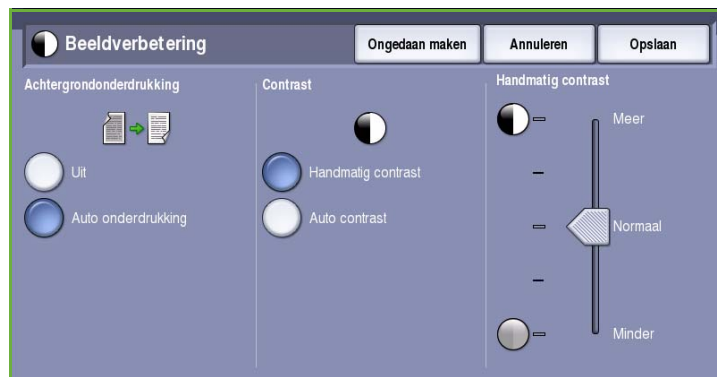 Beeldverbetering
Ongedaan maken
Annuleren
Opslaan
Achtergrondonderdrukking
Uit
Auto onderdrukking
Contrast
Handmatig contrast
Auto contrast
Handmatig contrast
Meer
Normaal
Minder